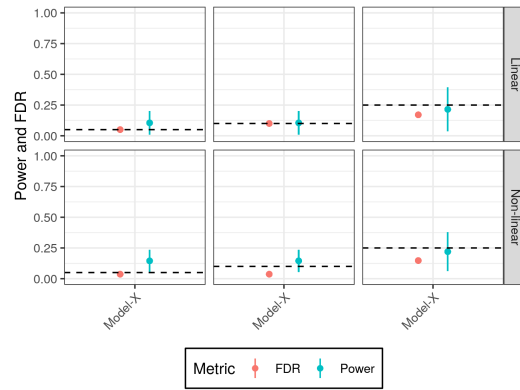 1.00
0.75
0.50
0.25
0.00
Linear
1.00
0.75
0.50
0.25
0.00
Non-linear
Power and FDR
Model-X
Model-X
Model-X
Metric FDR Power